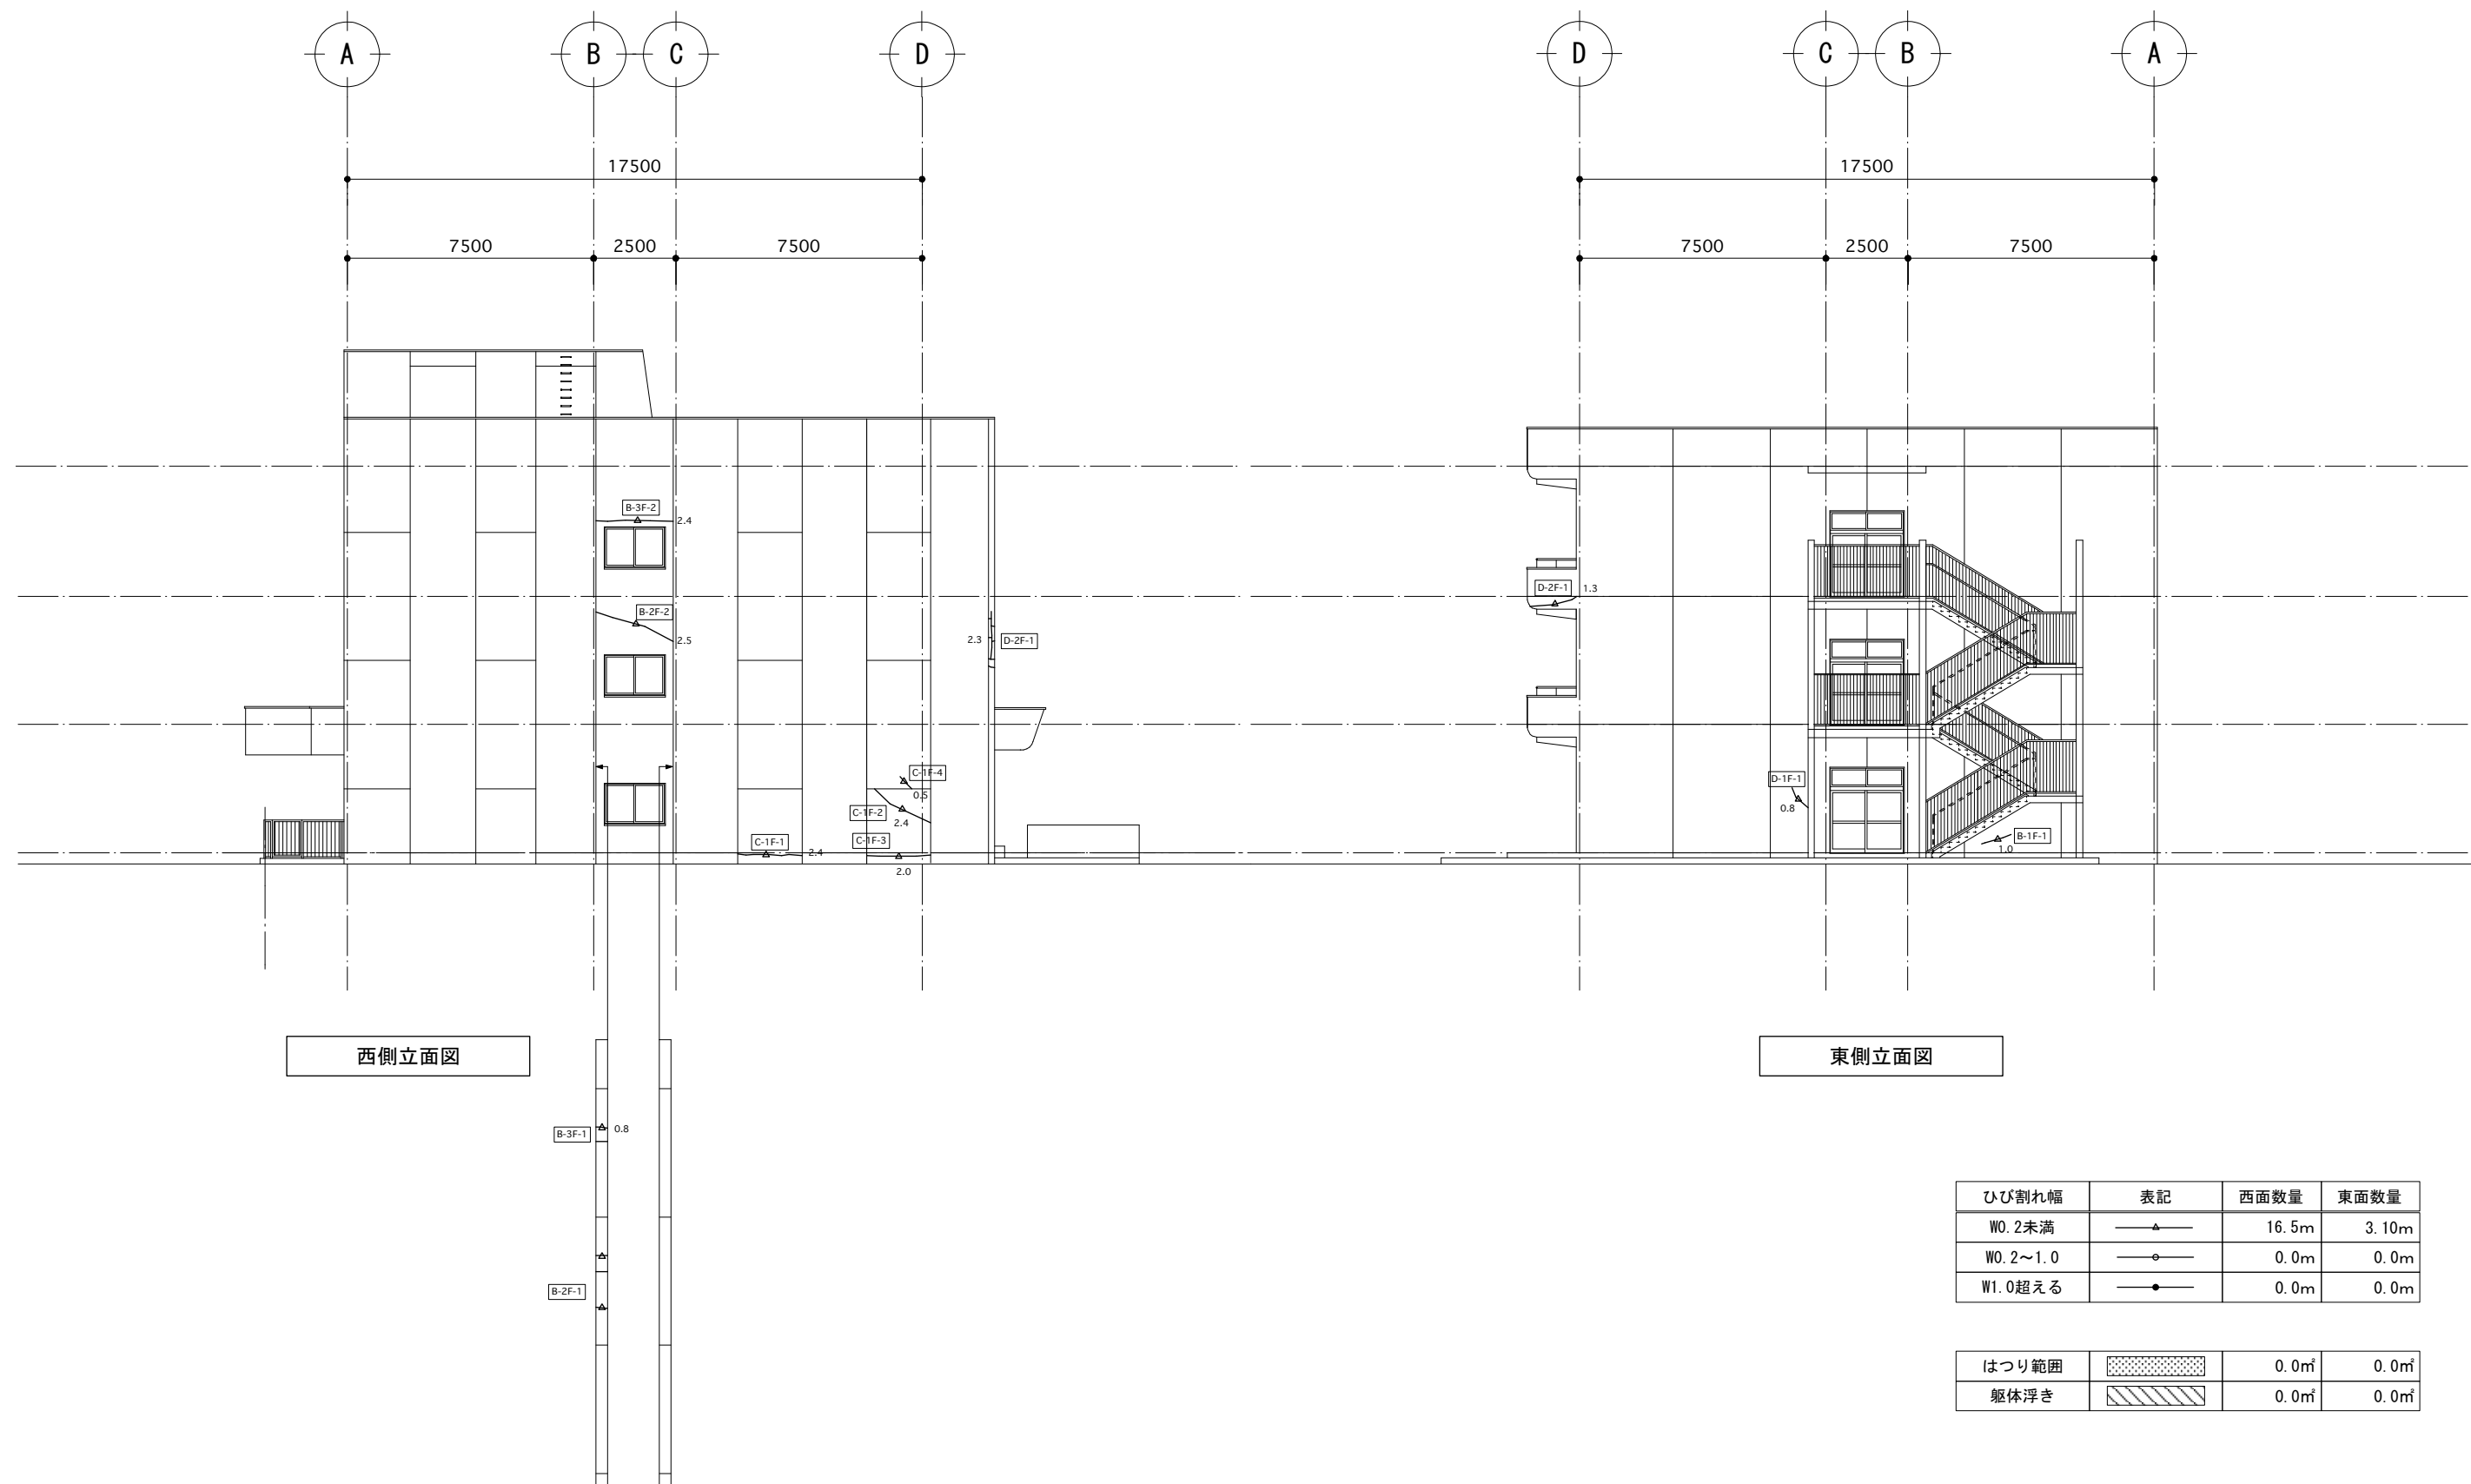 A B C D
D C B A
17500
17500
7500 2500 7500
7500 2500 7500
B-3F-2
2.4
B-2F-2
2.5
2.3
D-2F-1
C-1F-4
0.5
C-1F-2
2.4
C-1F-1
2.4
C-1F-3
2.0
D-2F-1
1.3
D-1F-1
0.8
B-1F-1
1.0
西側立面図
東側立面図
B-3F-1
0.8
B-2F-1
ひび割れ幅 表記 西面数量 東面数量
W0.2未満 16.5m 3.10m
W0.2～1.0 0.0m 0.0m
W1.0超える 0.0m 0.0m
はつり範囲 0.0㎡ 0.0㎡
躯体浮き 0.0㎡ 0.0㎡